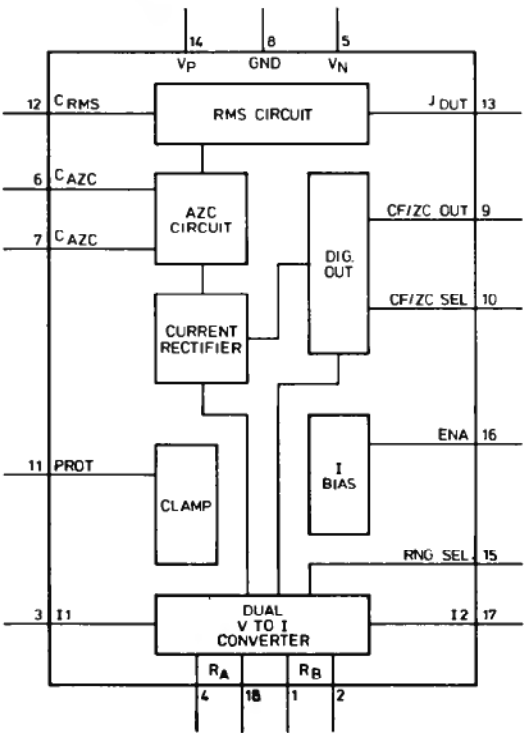 14 8 5
VP GND VN
12 CRMS RMS CIRCUIT JOUT 13
6 CAZC
AZC
CIRCUIT
CF/ZC OUT 9
7 CAZC
DIG.
OUT
CF/ZC SEL 10
CURRENT
RECTIFIER
ENA 16
11 PROT
I
BIAS
CLAMP
RNG SEL 15
3 I1
DUAL
V TO I
CONVERTER
I2 17
RA RB
4 18 1 2